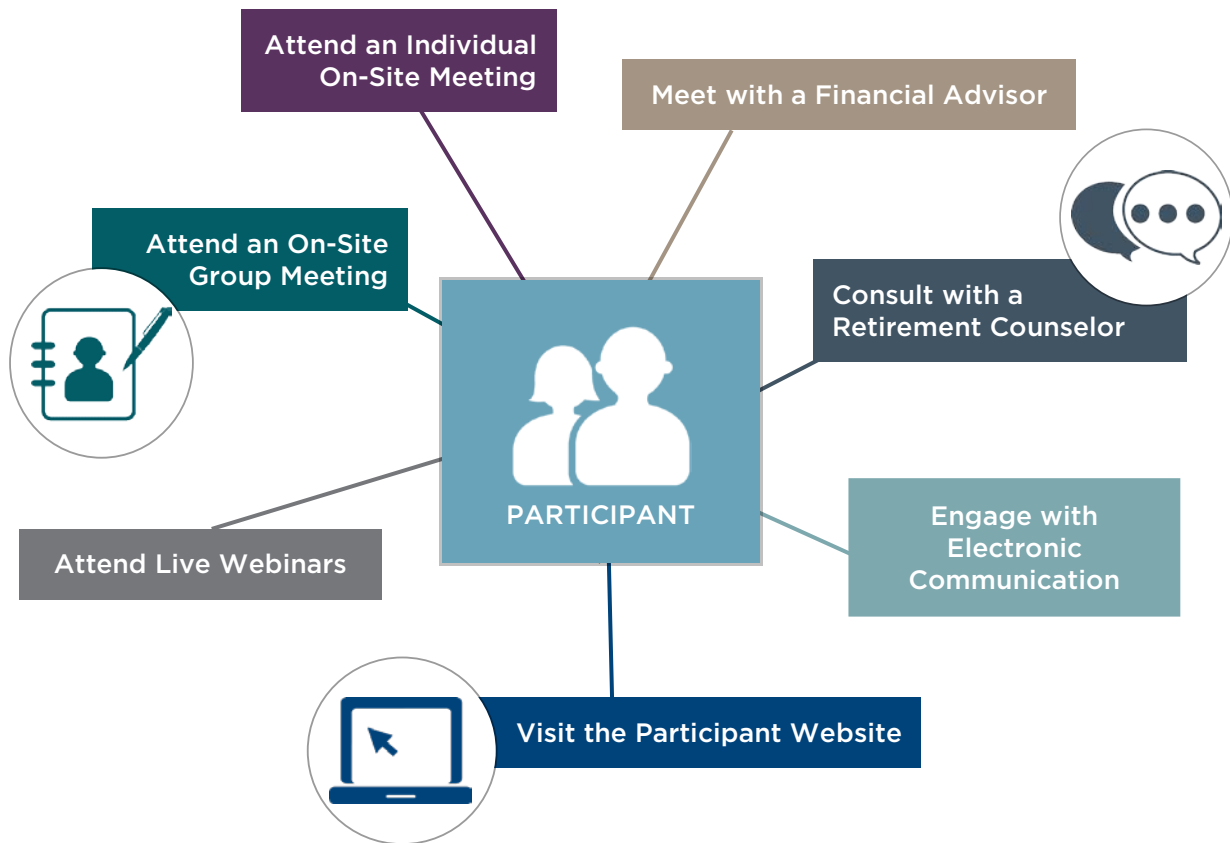 Attend an Individual
On-Site Meeting
Meet with a Financial Advisor
Attend an On-Site
Group Meeting
Consult with a
Retirement Counselor
PARTICIPANT
Engage with
Electronic
Communication
Attend Live Webinars
Visit the Participant Website